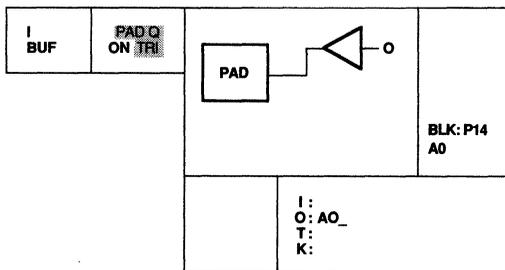 I
BUF
PAD Q
ON TRI
PAD
O
BLK: P14
A0
I:
O: AO_
T:
K: